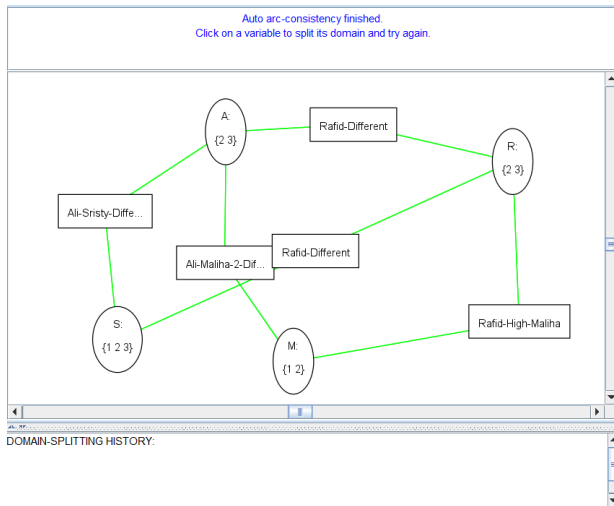 Auto arc-consistency finished.
Click on a variable to split its domain and try again.
A:
{2 3}
Rafid-Different
R:
{2 3}
Ali-Sristy-Diffe...
Ali-Maliha-2-Dif...
Rafid-Different
S:
{1 2 3}
M:
{1 2}
Rafid-High-Maliha
DOMAIN-SPLITTING HISTORY: